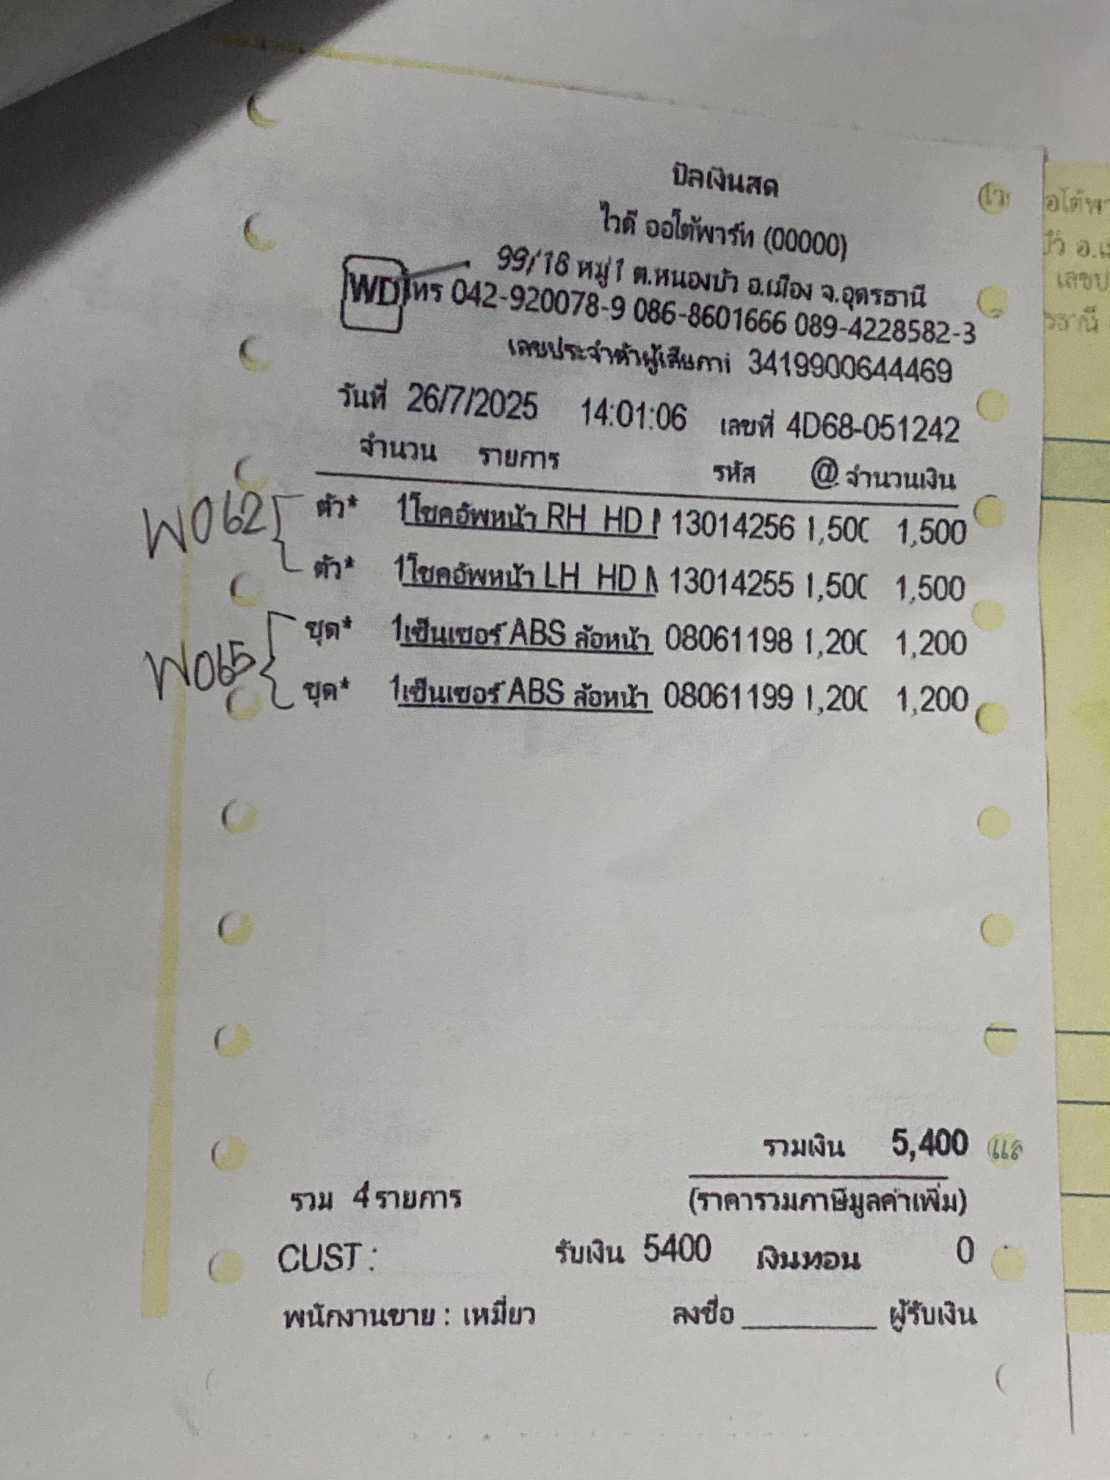 บิลเงินสด
ไวดี ออโต้พาร์ท (00000)
99/18 หมู่ 1 ต.หนองบัว อ.เมือง จ.อุดรธานี
WD โทร 042-920078-9 086-8601666 089-4228582-3
เลขประจำตัวผู้เสียภาษี 3419900644469
วันที่ 26/7/2025 14:01:06 เลขที่ 4D68-051242
จำนวน รายการ รหัส @ จำนวนเงิน
W062 ตัว* 1 โชคอัพหน้า RH HD 13014256 1,500 1,500
ตัว* 1 โชคอัพหน้า LH HD 13014255 1,500 1,500
W065 ชุด* 1 เซ็นเซอร์ ABS ล้อหน้า 08061198 1,200 1,200
ชุด* 1 เซ็นเซอร์ ABS ล้อหน้า 08061199 1,200 1,200
รวมเงิน 5,400
รวม 4 รายการ (ราคารวมภาษีมูลค่าเพิ่ม)
CUST : รับเงิน 5400 เงินทอน 0
พนักงานขาย : เหมี่ยว ลงชื่อ ________ ผู้รับเงิน